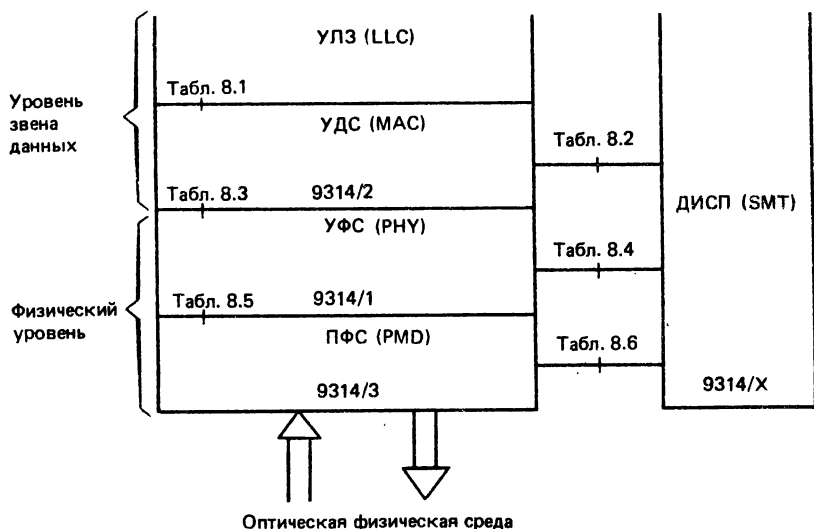 УЛЗ (LLC)
Табл. 8.1
Уровень
звена
данных
УДС (MAC)
Табл. 8.2
Табл. 8.3
9314/2
ДИСП (SMT)
УФС (PHY)
Табл. 8.4
Физический
уровень
Табл. 8.5
9314/1
ПФС (PMD)
Табл. 8.6
9314/3
9314/X
Оптическая физическая среда